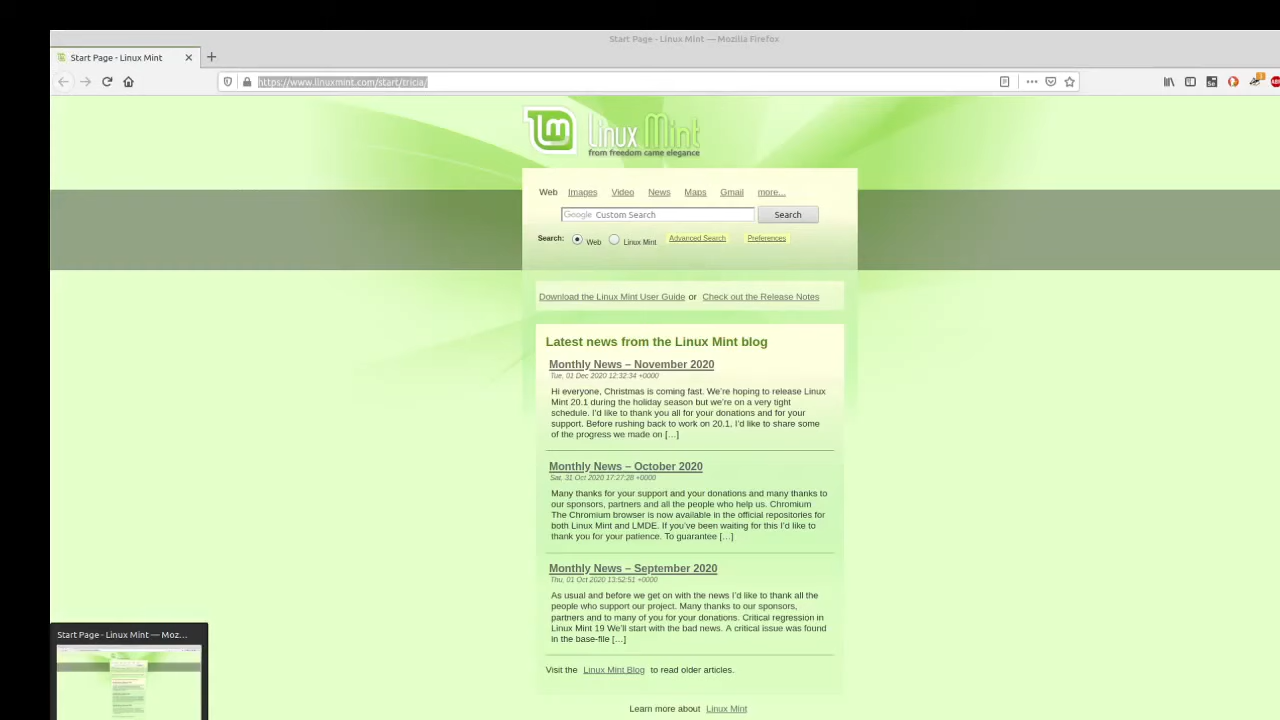 Start Page - Linux Mint — Mozilla Firefox
Start Page - Linux Mint
https://www.linuxmint.com/start/tricia/
Linux Mint
from freedom came elegance
Web Images Video News Maps Gmail more...
Google Custom Search Search
Search: Web Linux Mint Advanced Search Preferences
Download the Linux Mint User Guide or Check out the Release Notes
Latest news from the Linux Mint blog
Monthly News – November 2020
Tue, 01 Dec 2020 12:32:34 +0000
Hi everyone, Christmas is coming fast. We're hoping to release Linux
Mint 20.1 during the holiday season but we're on a very tight
schedule. I'd like to thank you all for your donations and for your
support. Before rushing back to work on 20.1, I'd like to share some
of the progress we made on […]
Monthly News – October 2020
Sat, 31 Oct 2020 17:27:28 +0000
Many thanks for your support and your donations and many thanks to
our sponsors, partners and all the people who help us. Chromium
The Chromium browser is now available in the official repositories for
both Linux Mint and LMDE. If you've been waiting for this I'd like to
thank you for your patience. To guarantee […]
Monthly News – September 2020
Thu, 01 Oct 2020 13:52:51 +0000
As usual and before we get on with the news I'd like to thank all the
people who support our project. Many thanks to our sponsors,
partners and to many of you for your donations. Critical regression in
Linux Mint 19 We'll start with the bad news. A critical issue was found
in the base-file […]
Visit the Linux Mint Blog to read older articles.
Learn more about Linux Mint
Start Page - Linux Mint — Moz...